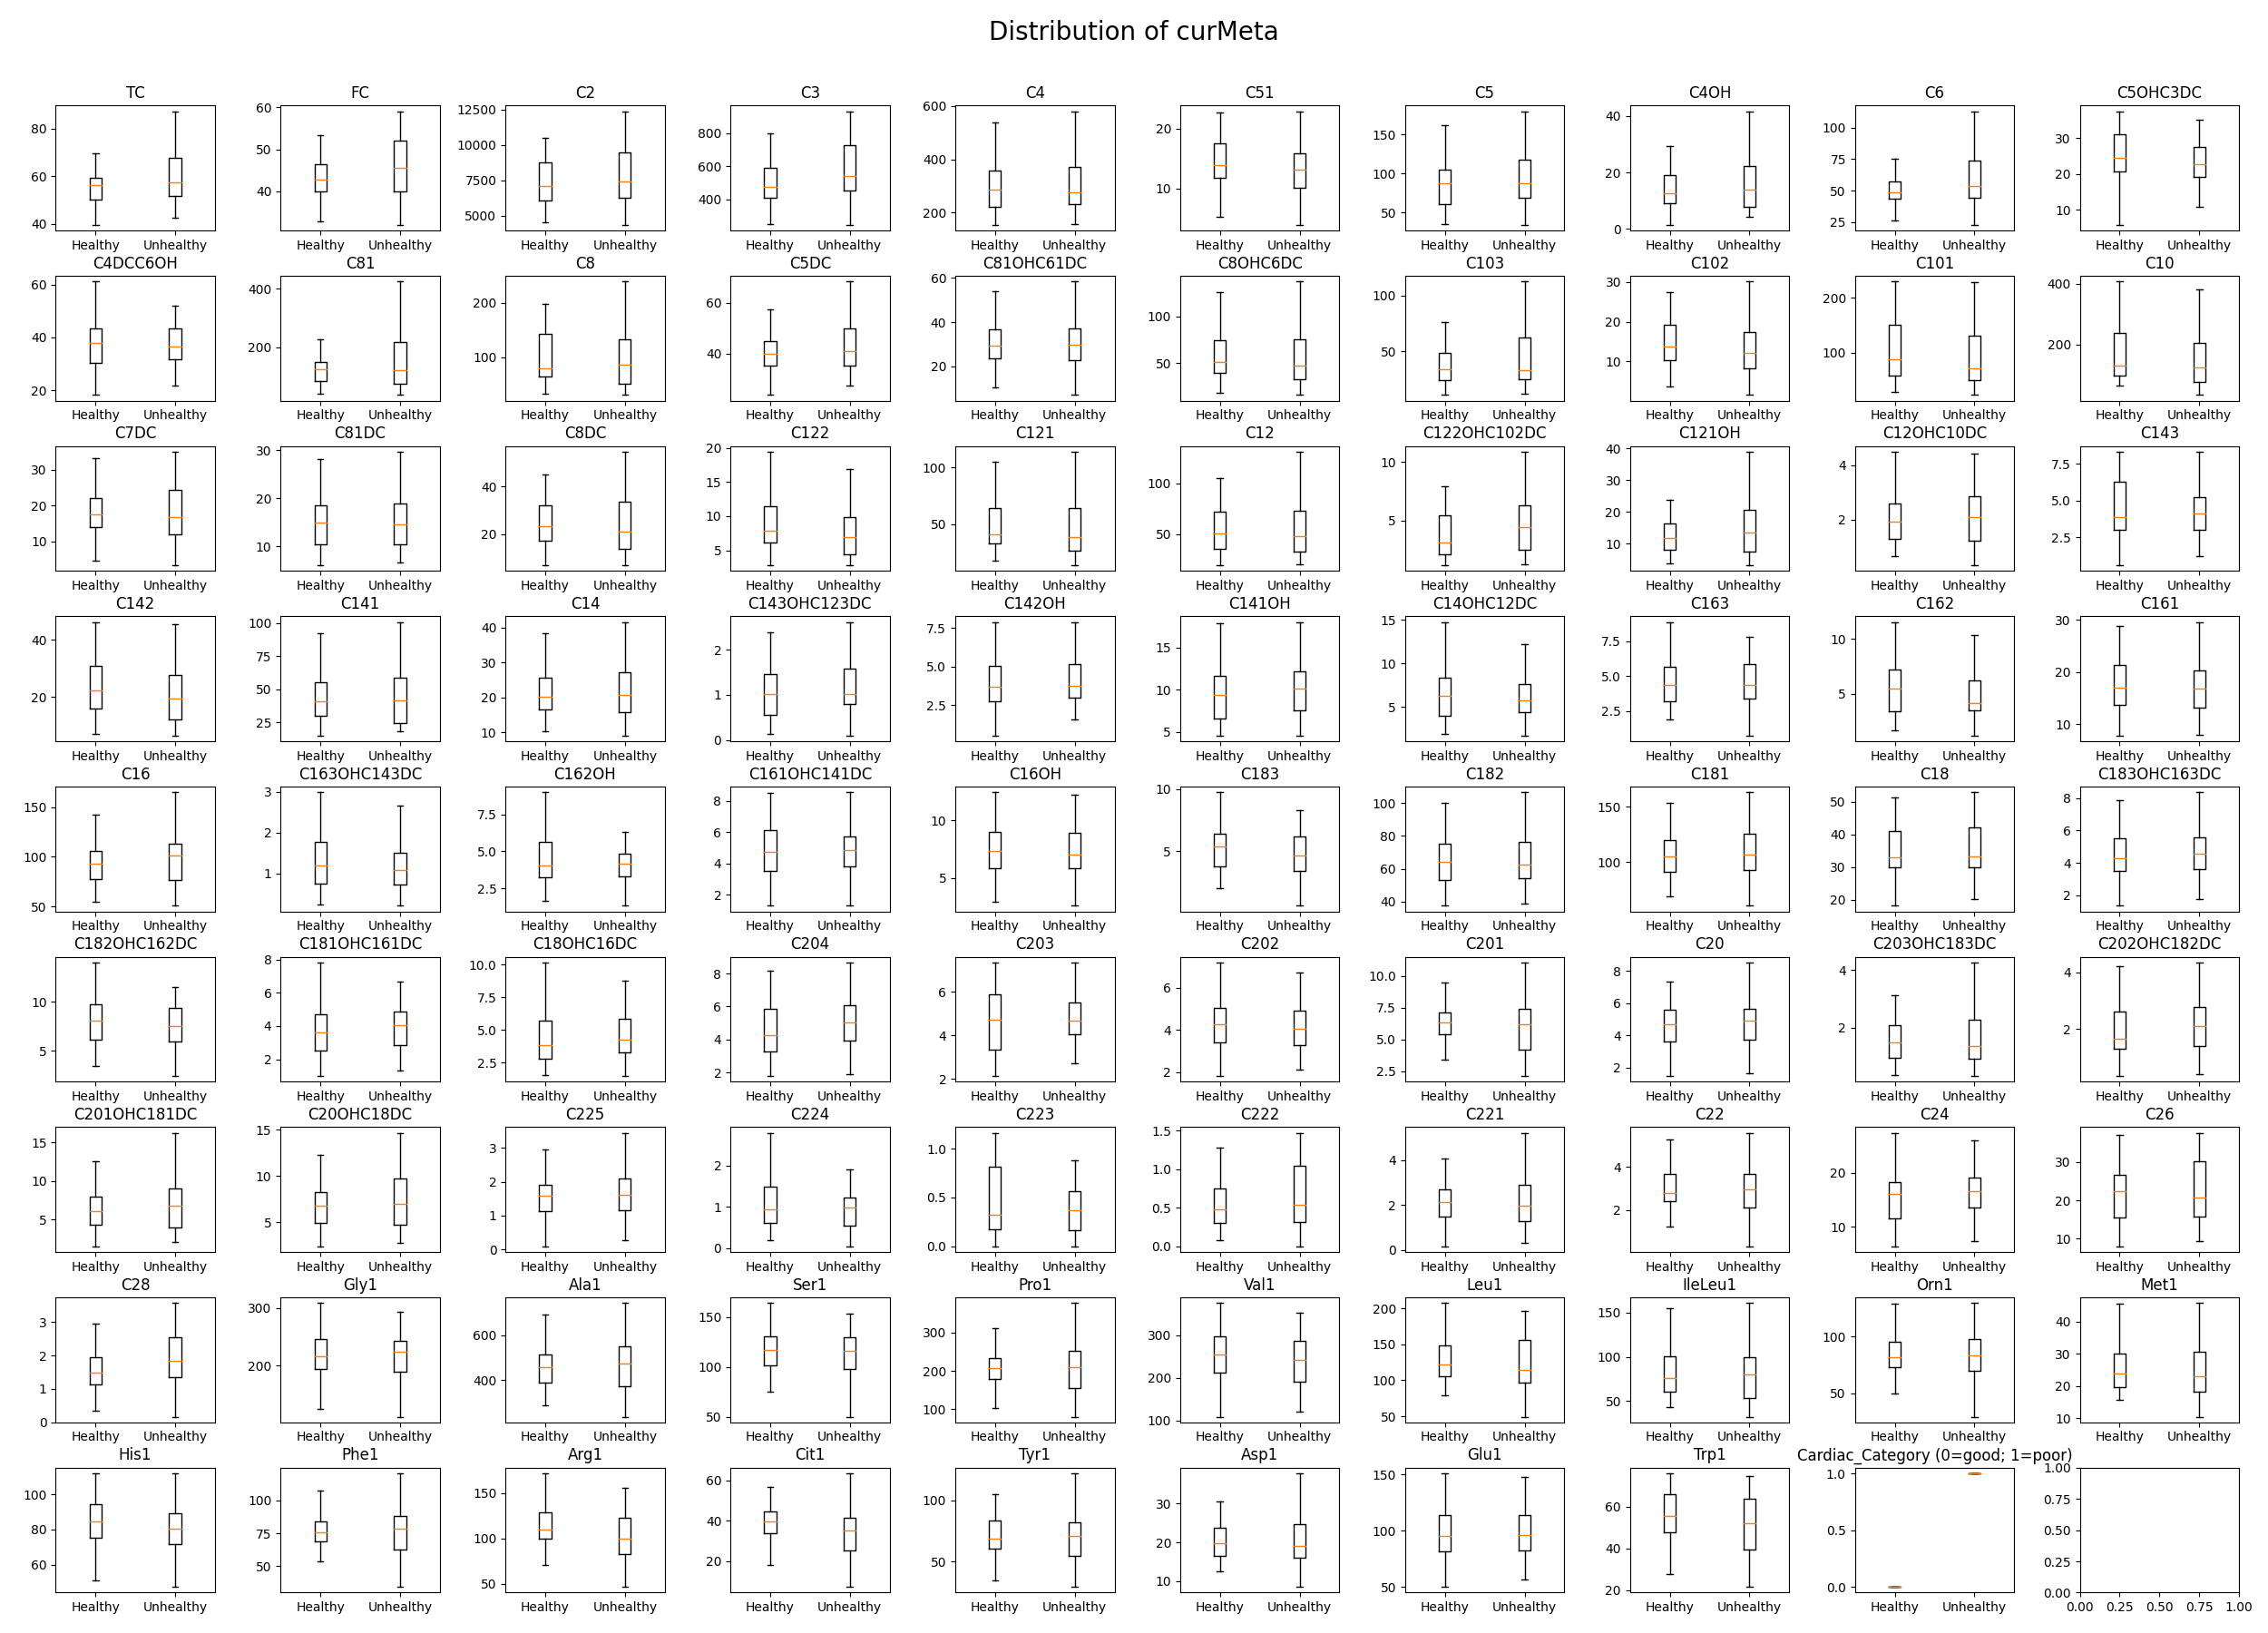 Distribution of curMeta
TC FC C2 C3 C4 C51 C5 C4OH C6 C5OHC3DC
80 60 40
60 50 40
12500 10000 7500 5000
800 600 400
600 400 200
20 10
150 100 50
40 20 0
100 75 50 25
30 20 10
Healthy Unhealthy Healthy Unhealthy Healthy Unhealthy Healthy Unhealthy Healthy Unhealthy Healthy Unhealthy Healthy Unhealthy Healthy Unhealthy Healthy Unhealthy Healthy Unhealthy
C4DCC6OH C81 C8 C5DC C81OHC61DC C8OHC6DC C103 C102 C101 C10
60 40 20
400 200
200 100
60 40
60 40 20
100 50
100 50
30 20 10
200 100
400 200
Healthy Unhealthy Healthy Unhealthy Healthy Unhealthy Healthy Unhealthy Healthy Unhealthy Healthy Unhealthy Healthy Unhealthy Healthy Unhealthy Healthy Unhealthy Healthy Unhealthy
C7DC C81DC C8DC C122 C121 C12 C122OHC102DC C121OH C12OHC10DC C143
30 20 10
30 20 10
40 20
20 15 10 5
100 50
100 50
10 5
40 30 20 10
4 2
7.5 5.0 2.5
Healthy Unhealthy Healthy Unhealthy Healthy Unhealthy Healthy Unhealthy Healthy Unhealthy Healthy Unhealthy Healthy Unhealthy Healthy Unhealthy Healthy Unhealthy Healthy Unhealthy
C142 C141 C14 C143OHC123DC C142OH C141OH C14OHC12DC C163 C162 C161
40 20
100 75 50 25
40 30 20 10
2 1 0
7.5 5.0 2.5
15 10 5
15 10 5
7.5 5.0 2.5
10 5
30 20 10
Healthy Unhealthy Healthy Unhealthy Healthy Unhealthy Healthy Unhealthy Healthy Unhealthy Healthy Unhealthy Healthy Unhealthy Healthy Unhealthy Healthy Unhealthy Healthy Unhealthy
C16 C163OHC143DC C162OH C161OHC141DC C16OH C183 C182 C181 C18 C183OHC163DC
150 100 50
3 2 1
7.5 5.0 2.5
8 6 4 2
10 5
10 5
100 80 60 40
150 100
50 40 30 20
8 6 4 2
Healthy Unhealthy Healthy Unhealthy Healthy Unhealthy Healthy Unhealthy Healthy Unhealthy Healthy Unhealthy Healthy Unhealthy Healthy Unhealthy Healthy Unhealthy Healthy Unhealthy
C182OHC162DC C181OHC161DC C18OHC16DC C204 C203 C202 C201 C20 C203OHC183DC C202OHC182DC
10 5
8 6 4 2
10.0 7.5 5.0 2.5
8 6 4 2
6 4 2
6 4 2
10.0 7.5 5.0 2.5
8 6 4 2
4 2
4 2
Healthy Unhealthy Healthy Unhealthy Healthy Unhealthy Healthy Unhealthy Healthy Unhealthy Healthy Unhealthy Healthy Unhealthy Healthy Unhealthy Healthy Unhealthy Healthy Unhealthy
C201OHC181DC C20OHC18DC C225 C224 C223 C222 C221 C22 C24 C26
15 10 5
15 10 5
3 2 1 0
2 1 0
1.0 0.5 0.0
1.5 1.0 0.5 0.0
4 2 0
4 2
20 10
30 20 10
Healthy Unhealthy Healthy Unhealthy Healthy Unhealthy Healthy Unhealthy Healthy Unhealthy Healthy Unhealthy Healthy Unhealthy Healthy Unhealthy Healthy Unhealthy Healthy Unhealthy
C28 Gly1 Ala1 Ser1 Pro1 Val1 Leu1 IleLeu1 Orn1 Met1
3 2 1 0
300 200
600 400
150 100 50
300 200 100
300 200 100
200 150 100 50
150 100 50
100 50
40 30 20 10
Healthy Unhealthy Healthy Unhealthy Healthy Unhealthy Healthy Unhealthy Healthy Unhealthy Healthy Unhealthy Healthy Unhealthy Healthy Unhealthy Healthy Unhealthy Healthy Unhealthy
His1 Phe1 Arg1 Cit1 Tyr1 Asp1 Glu1 Trp1 Cardiac_Category (0=good; 1=poor)
100 80 60
100 75 50
150 100 50
60 40 20
100 50
30 20 10
150 100 50
60 40 20
1.0 0.5 0.0
1.00 0.75 0.50 0.25 0.00
Healthy Unhealthy Healthy Unhealthy Healthy Unhealthy Healthy Unhealthy Healthy Unhealthy Healthy Unhealthy Healthy Unhealthy Healthy Unhealthy Healthy Unhealthy 0.00 0.25 0.50 0.75 1.00